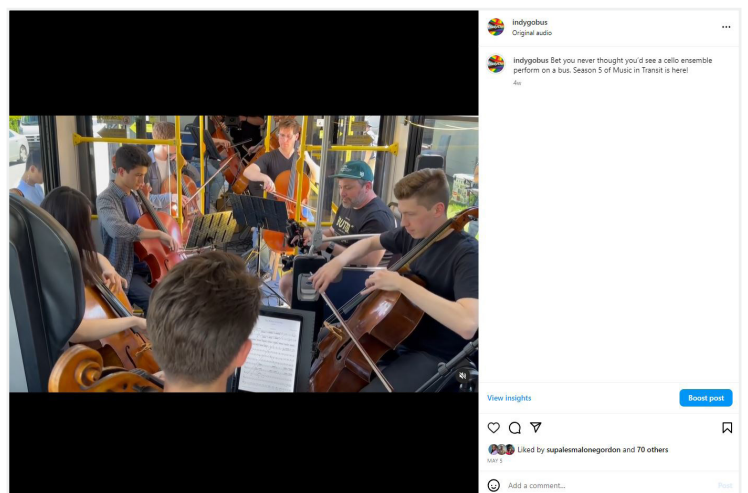 indygobus
Original audio
indygobus Bet you never thought you'd see a cello ensemble
perform on a bus. Season 5 of Music in Transit is here!
4w
View insights
Boost post
Liked by supalesmalonegordon and 70 others
MAY 5
Add a comment...
Post